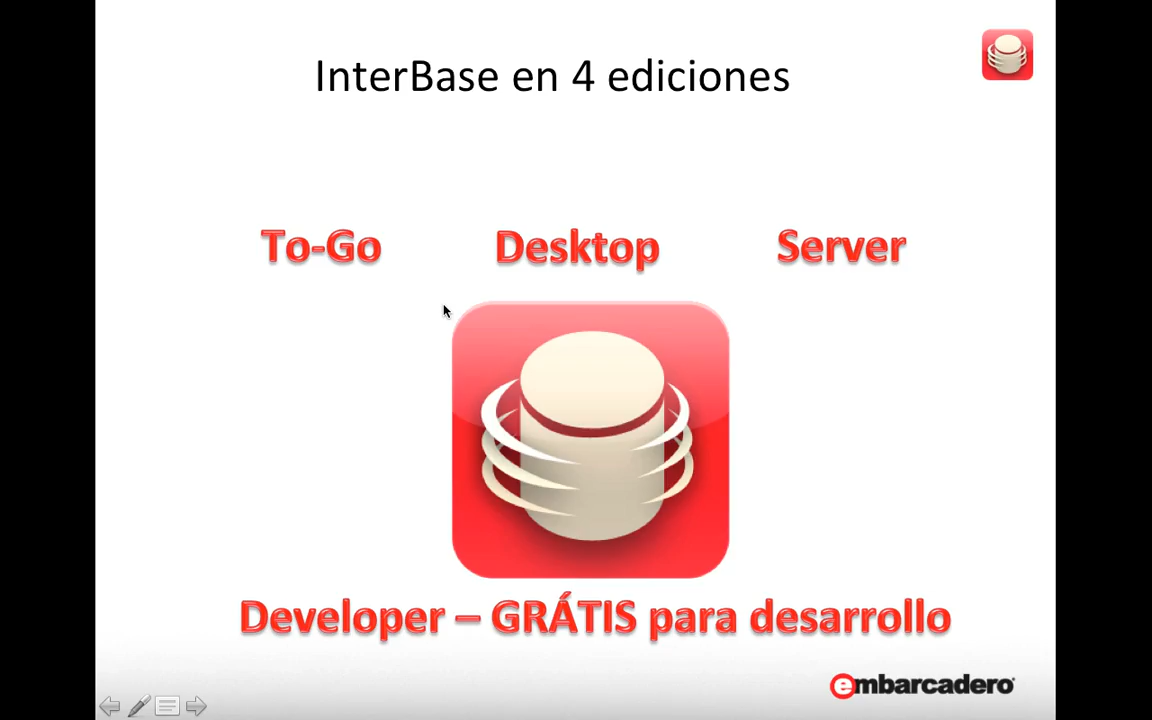 InterBase en 4 ediciones
To-Go Desktop Server
Developer – GRÁTIS para desarrollo
embarcadero